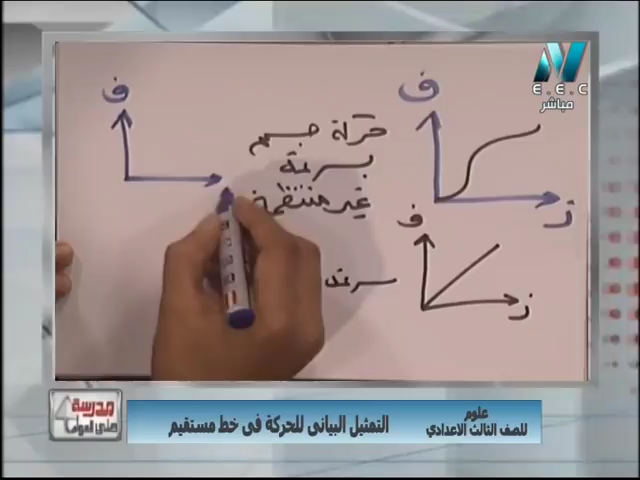 E.E.C
مباشر
ف
ز
حركة جسم
بسرعة
غير منتظمة
ف
ز
سرعة
ف
مدرسة
على الهواء
علوم
للصف الثالث الاعدادي
التمثيل البيانى للحركة فى خط مستقيم